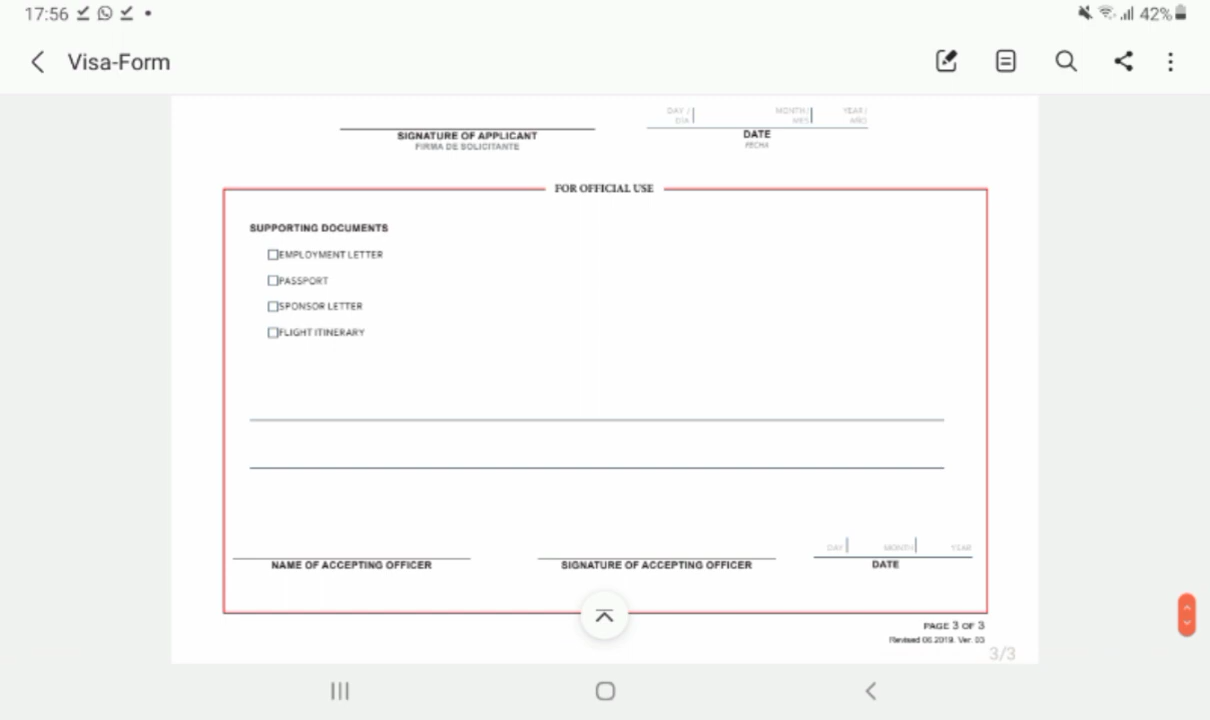 17:56
42%
Visa-Form
DAY / MONTH / YEAR /
DÍA MES AÑO
SIGNATURE OF APPLICANT DATE
FIRMA DE SOLICITANTE FECHA
FOR OFFICIAL USE
SUPPORTING DOCUMENTS
EMPLOYMENT LETTER
PASSPORT
SPONSOR LETTER
FLIGHT ITINERARY
DAY MONTH YEAR
NAME OF ACCEPTING OFFICER SIGNATURE OF ACCEPTING OFFICER DATE
PAGE 3 OF 3
Revised 06.2019. Ver. 03
3/3